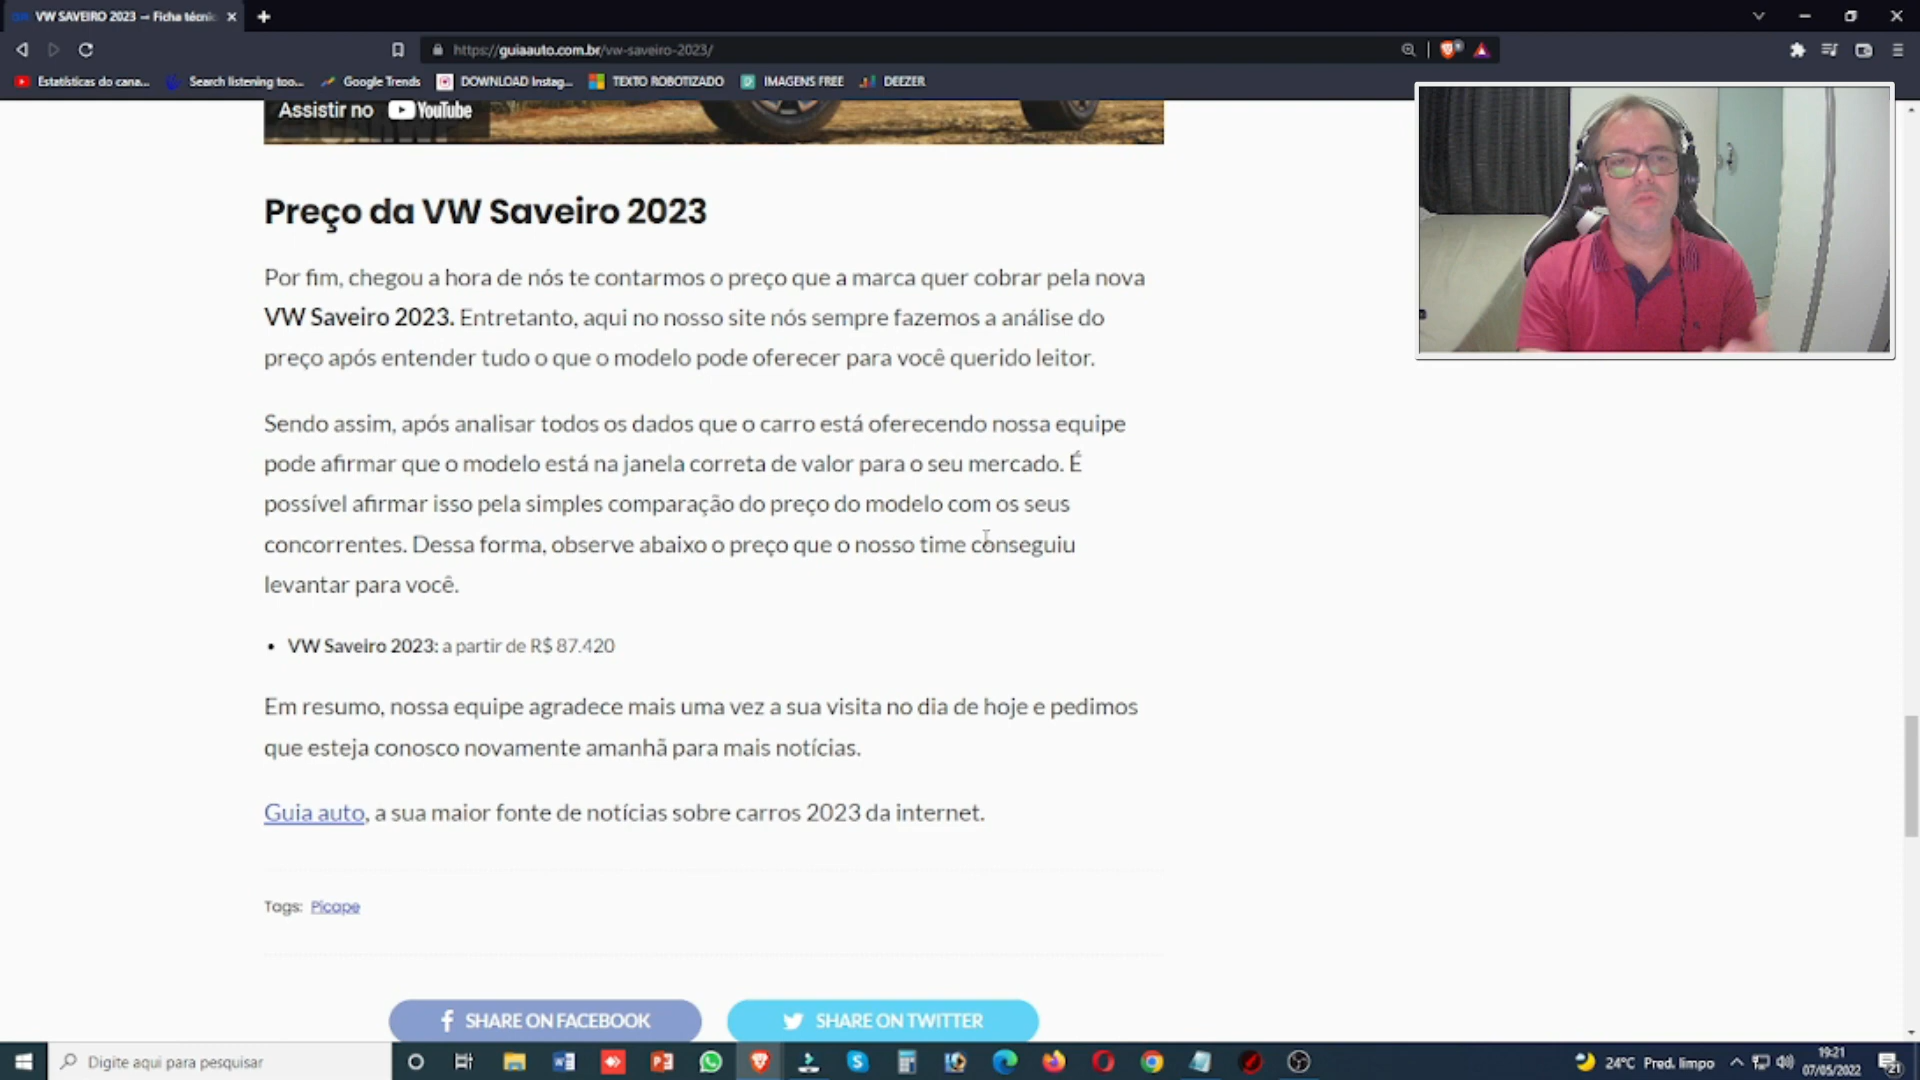 VW SAVEIRO 2023 – Ficha técnic
https://guiaauto.com.br/vw-saveiro-2023/
Estatísticas do cana... Search listening too... Google Trends DOWNLOAD Instag... TEXTO ROBOTIZADO IMAGENS FREE DEEZER
Assistir no YouTube
Preço da VW Saveiro 2023
Por fim, chegou a hora de nós te contarmos o preço que a marca quer cobrar pela nova
VW Saveiro 2023. Entretanto, aqui no nosso site nós sempre fazemos a análise do
preço após entender tudo o que o modelo pode oferecer para você querido leitor.
Sendo assim, após analisar todos os dados que o carro está oferecendo nossa equipe
pode afirmar que o modelo está na janela correta de valor para o seu mercado. É
possível afirmar isso pela simples comparação do preço do modelo com os seus
concorrentes. Dessa forma, observe abaixo o preço que o nosso time conseguiu
levantar para você.
• VW Saveiro 2023: a partir de R$ 87.420
Em resumo, nossa equipe agradece mais uma vez a sua visita no dia de hoje e pedimos
que esteja conosco novamente amanhã para mais notícias.
Guia auto, a sua maior fonte de notícias sobre carros 2023 da internet.
Tags: Picape
SHARE ON FACEBOOK SHARE ON TWITTER
Digite aqui para pesquisar
24°C Pred. limpo
19:21
07/05/2022
21